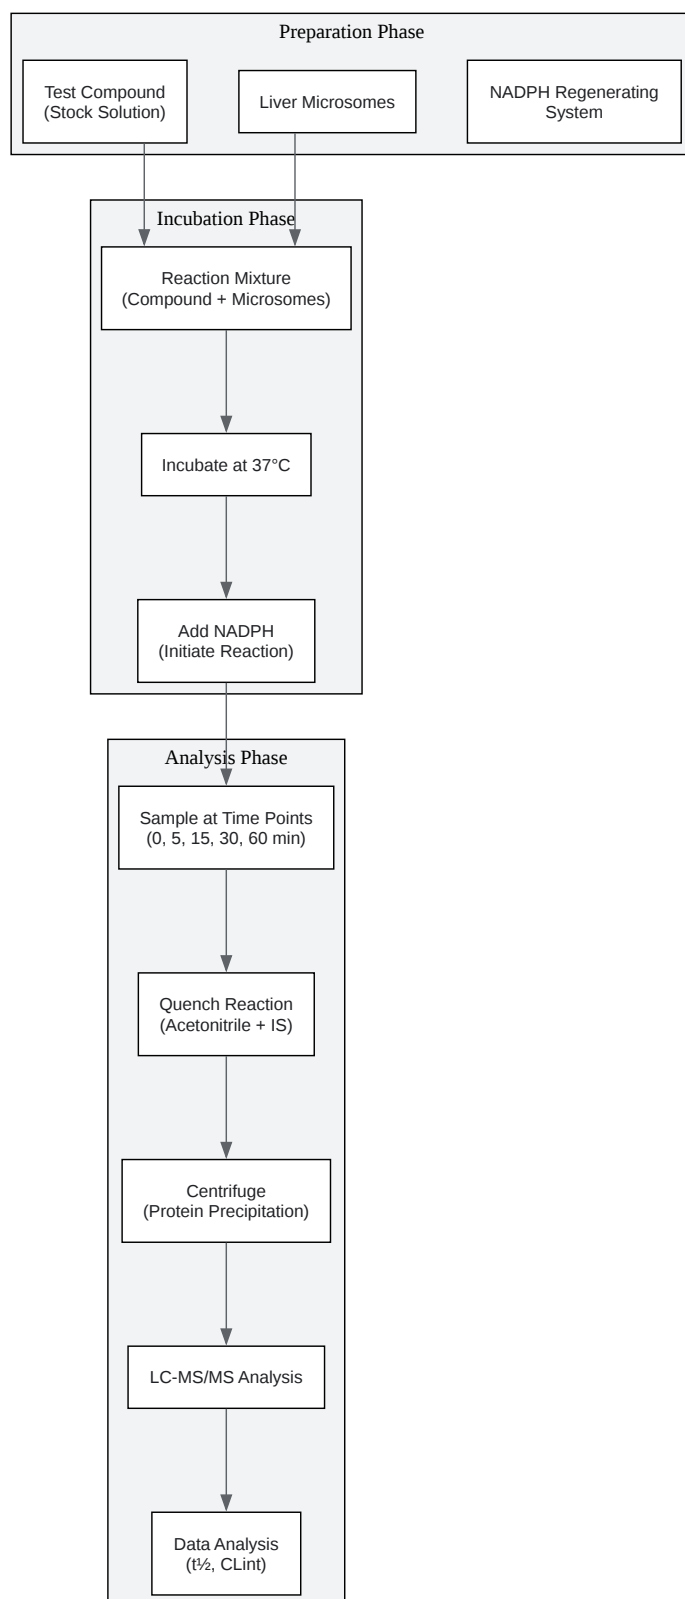 Preparation Phase
Test Compound
(Stock Solution)
Liver Microsomes
NADPH Regenerating
System
Incubation Phase
Reaction Mixture
(Compound + Microsomes)
Incubate at 37°C
Add NADPH
(Initiate Reaction)
Analysis Phase
Sample at Time Points
(0, 5, 15, 30, 60 min)
Quench Reaction
(Acetonitrile + IS)
Centrifuge
(Protein Precipitation)
LC-MS/MS Analysis
Data Analysis
(t½, CLint)